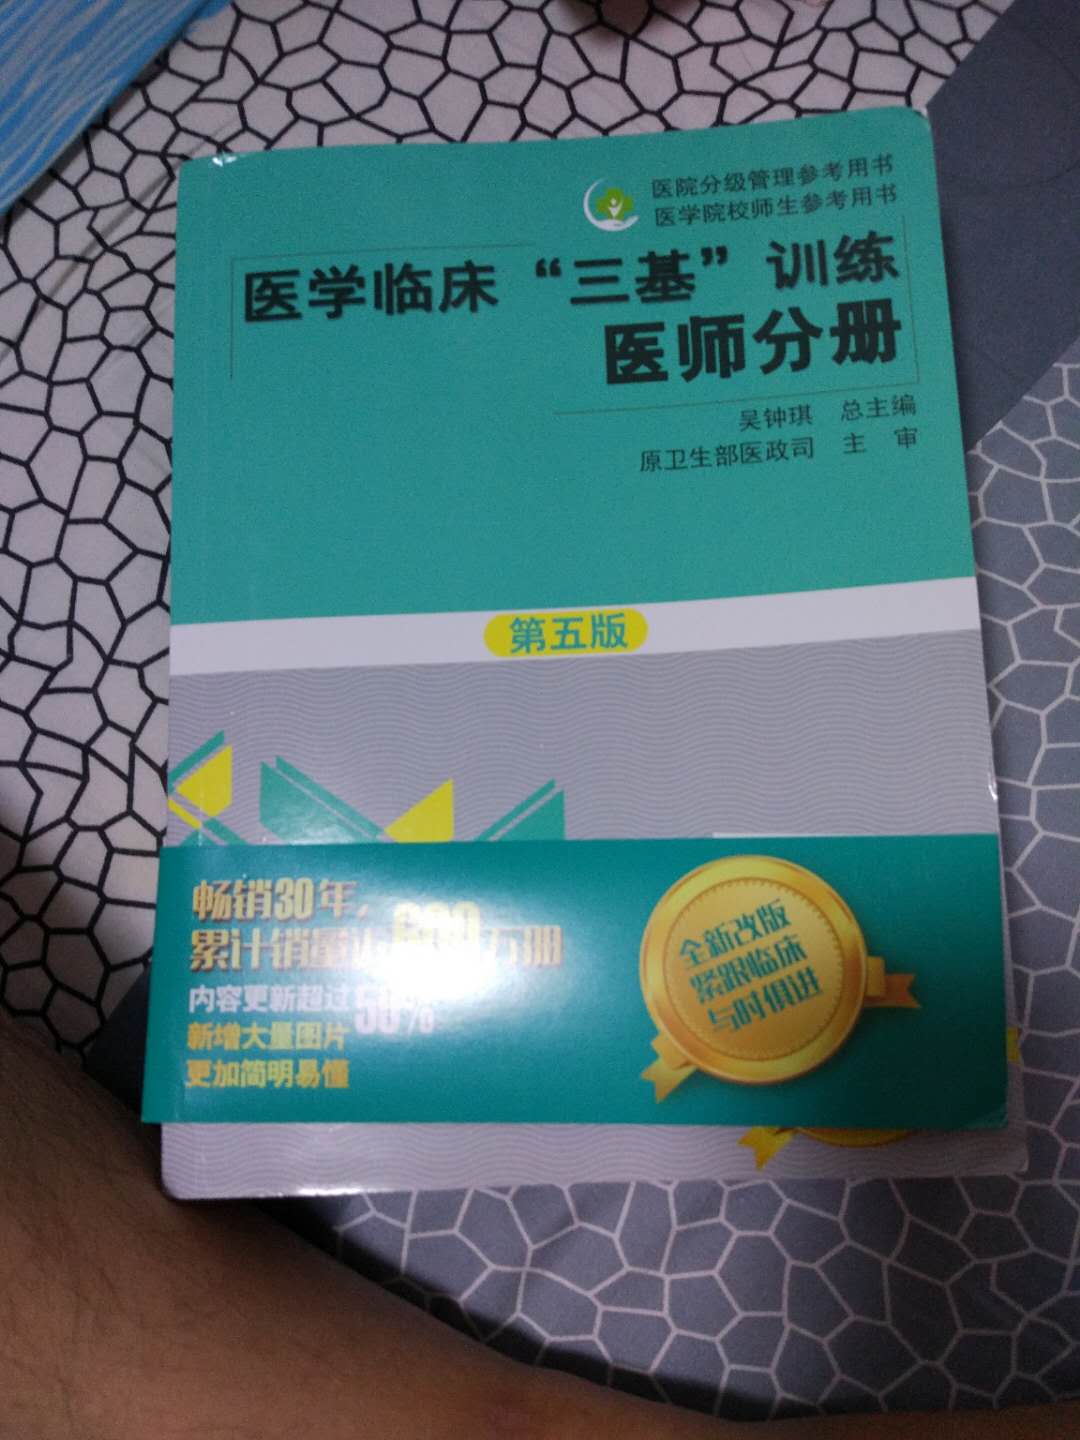 医院分级管理参考用书
医学院校师生参考用书
医学临床“三基”训练
医师分册
吴钟琪 总主编
原卫生部医政司 主 审
第五版
畅销30年，
累计销量 600万册
内容更新超过50%
新增大量图片
更加简明易懂
全新改版
紧跟临床
与时俱进